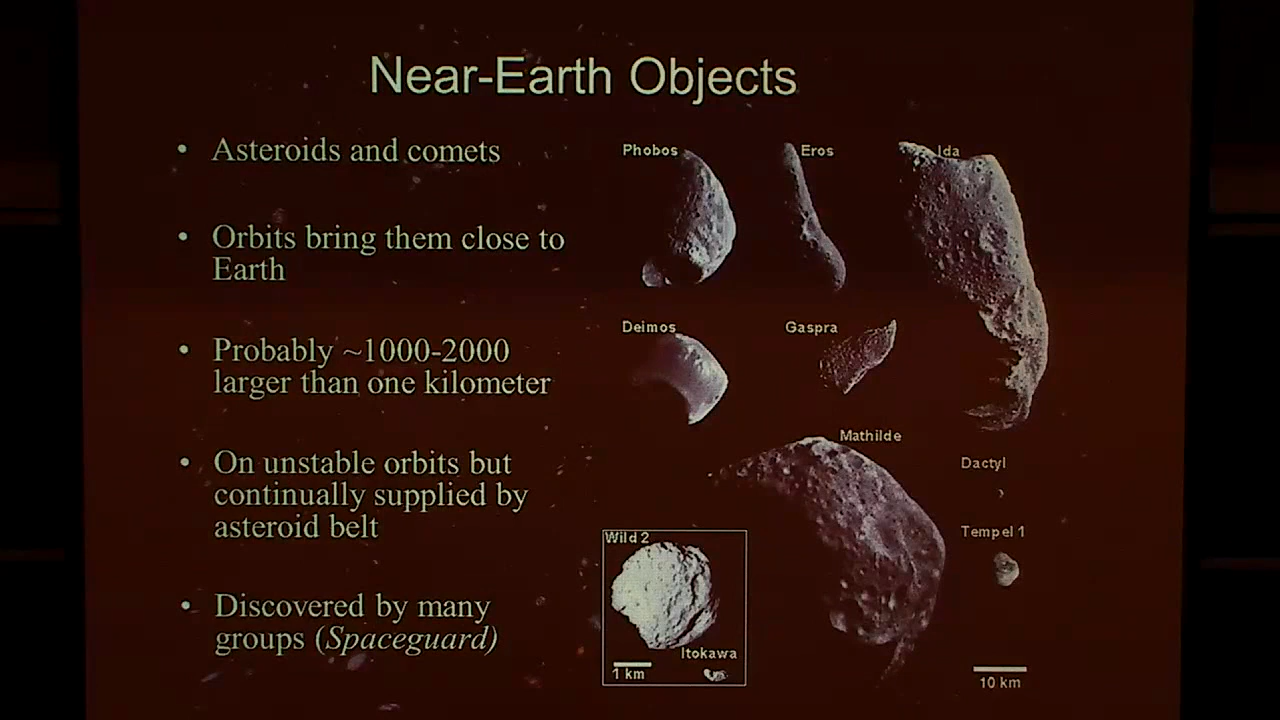 Near-Earth Objects
• Asteroids and comets
• Orbits bring them close to
Earth
• Probably ~1000-2000
larger than one kilometer
• On unstable orbits but
continually supplied by
asteroid belt
• Discovered by many
groups (Spaceguard)
Phobos
Eros
Ida
Deimos
Gaspra
Mathilde
Dactyl
Tempel 1
Wild 2
Itokawa
1 km
10 km